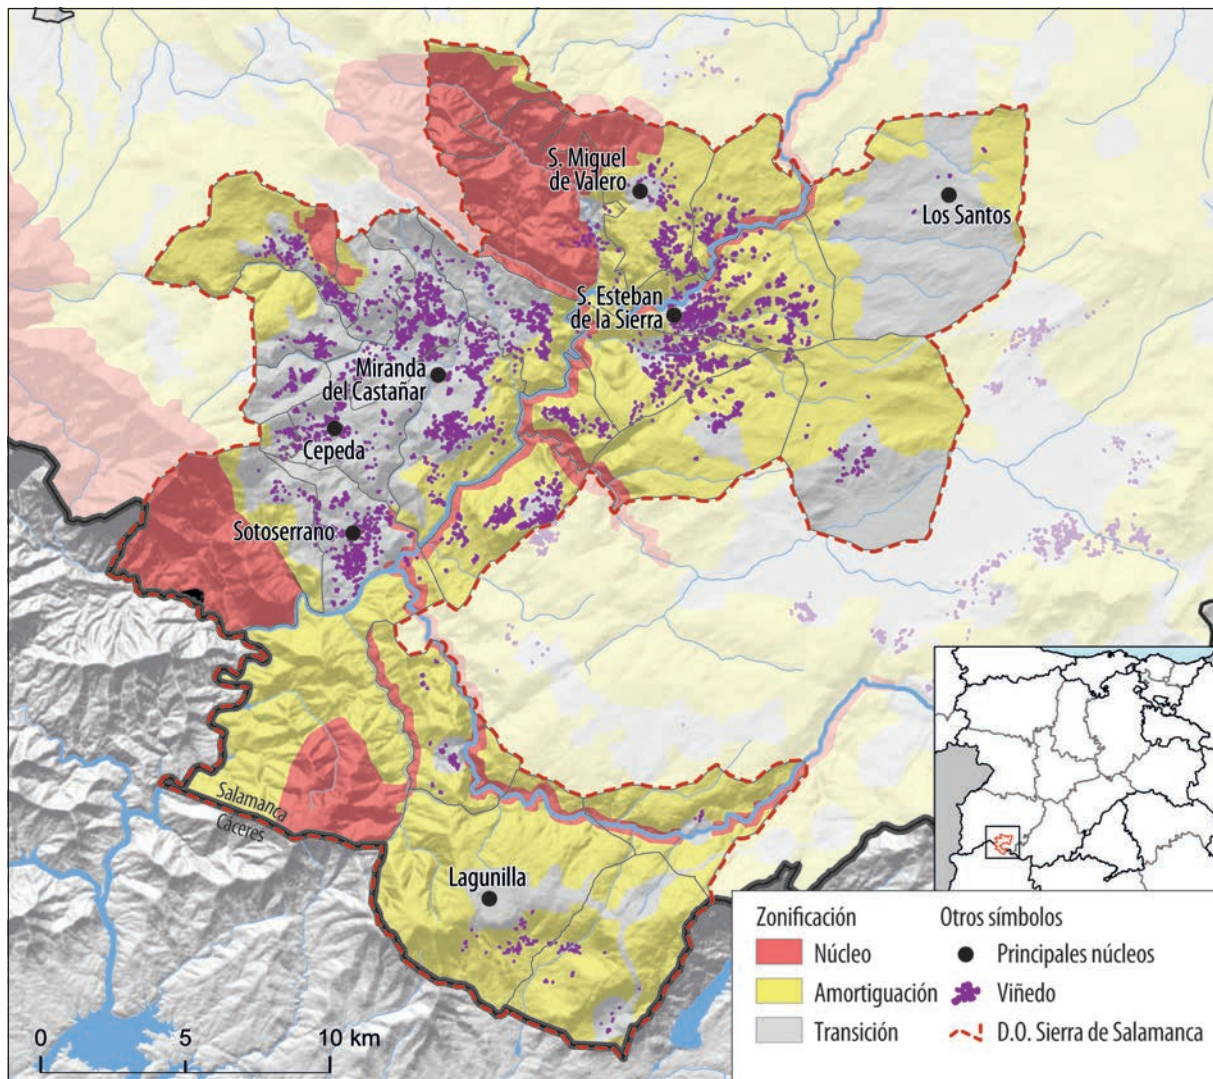 S. Miguel
de Valero
Los Santos
S. Esteban
de la Sierra
Miranda
del Castañar
Cepeda
Sotoserrano
Salamanca
Cáceres
Lagunilla
0 5 10 km
Zonificación
Núcleo
Amortiguación
Transición
Otros símbolos
Principales núcleos
Viñedo
D.O. Sierra de Salamanca